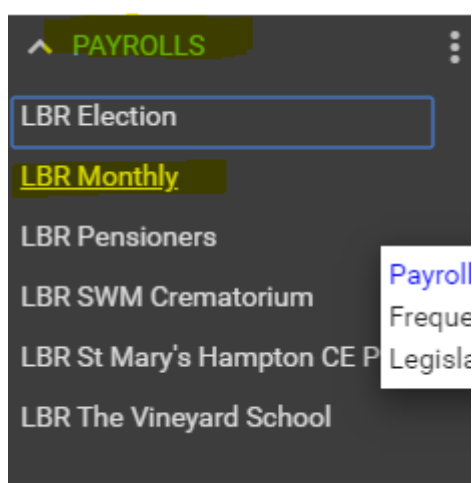 PAYROLLS
LBR Election
LBR Monthly
LBR Pensioners
LBR SWM Crematorium
LBR St Mary's Hampton CE P
LBR The Vineyard School
Payroll
Freque
Legisla